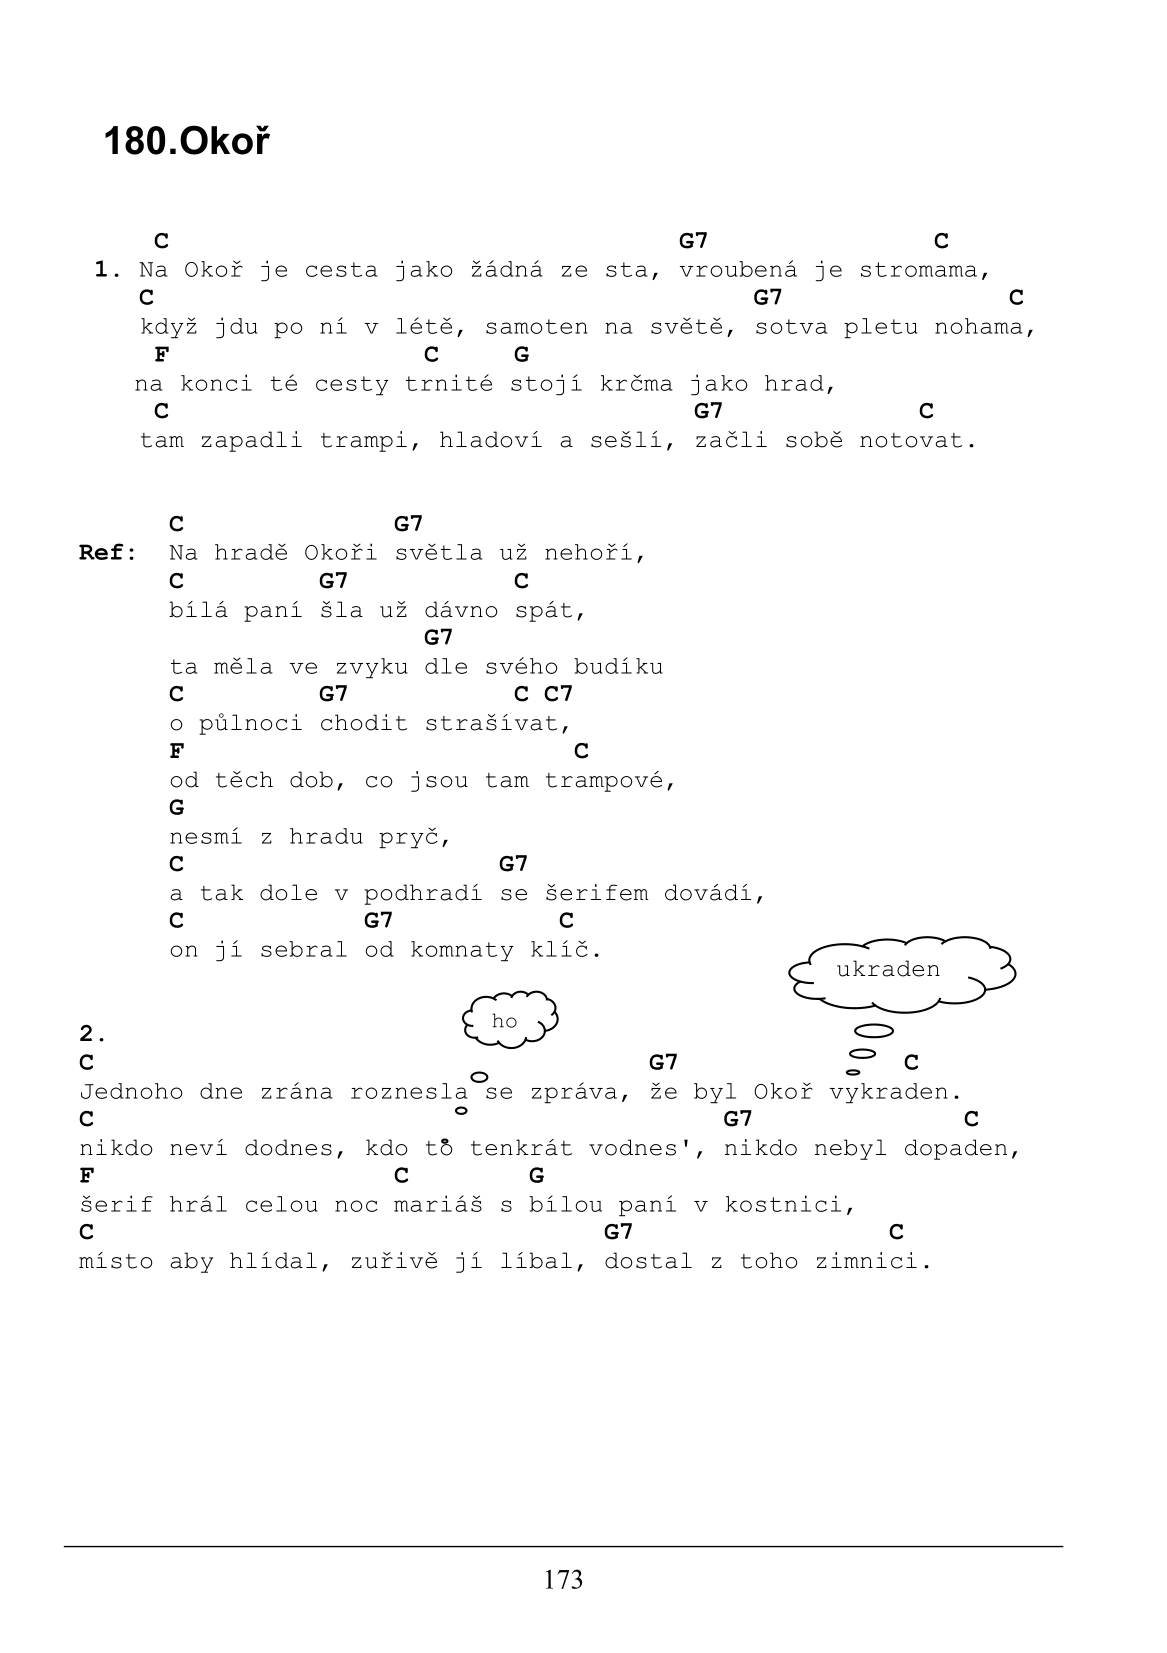 180.Okoř
C G7 C
1. Na Okoř je cesta jako žádná ze sta, vroubená je stromama,
C G7 C
když jdu po ní v létě, samoten na světě, sotva pletu nohama,
F C G
na konci té cesty trnité stojí krčma jako hrad,
C G7 C
tam zapadli trampi, hladoví a sešlí, začli sobě notovat.
C G7
Ref: Na hradě Okoři světla už nehoří,
C G7 C
bílá paní šla už dávno spát,
G7
ta měla ve zvyku dle svého budíku
C G7 C C7
o půlnoci chodit strašívat,
F C
od těch dob, co jsou tam trampové,
G
nesmí z hradu pryč,
C G7
a tak dole v podhradí se šerifem dovádí,
C G7 C
on jí sebral od komnaty klíč.
ukraden
ho
2.
C G7 C
Jednoho dne zrána roznesla se zpráva, že byl Okoř vykraden.
C G7 C
nikdo neví dodnes, kdo to tenkrát vodnes', nikdo nebyl dopaden,
F C G
šerif hrál celou noc mariáš s bílou paní v kostnici,
C G7 C
místo aby hlídal, zuřivě jí líbal, dostal z toho zimnici.
173